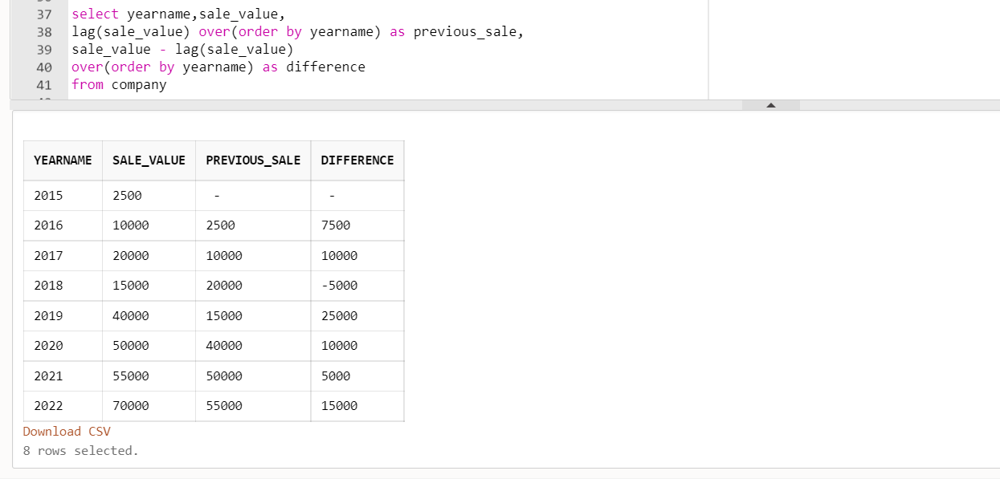 37 select yearname,sale_value,
38 lag(sale_value) over(order by yearname) as previous_sale,
39 sale_value - lag(sale_value)
40 over(order by yearname) as difference
41 from company
YEARNAME SALE_VALUE PREVIOUS_SALE DIFFERENCE
2015 2500 - -
2016 10000 2500 7500
2017 20000 10000 10000
2018 15000 20000 -5000
2019 40000 15000 25000
2020 50000 40000 10000
2021 55000 50000 5000
2022 70000 55000 15000
Download CSV
8 rows selected.